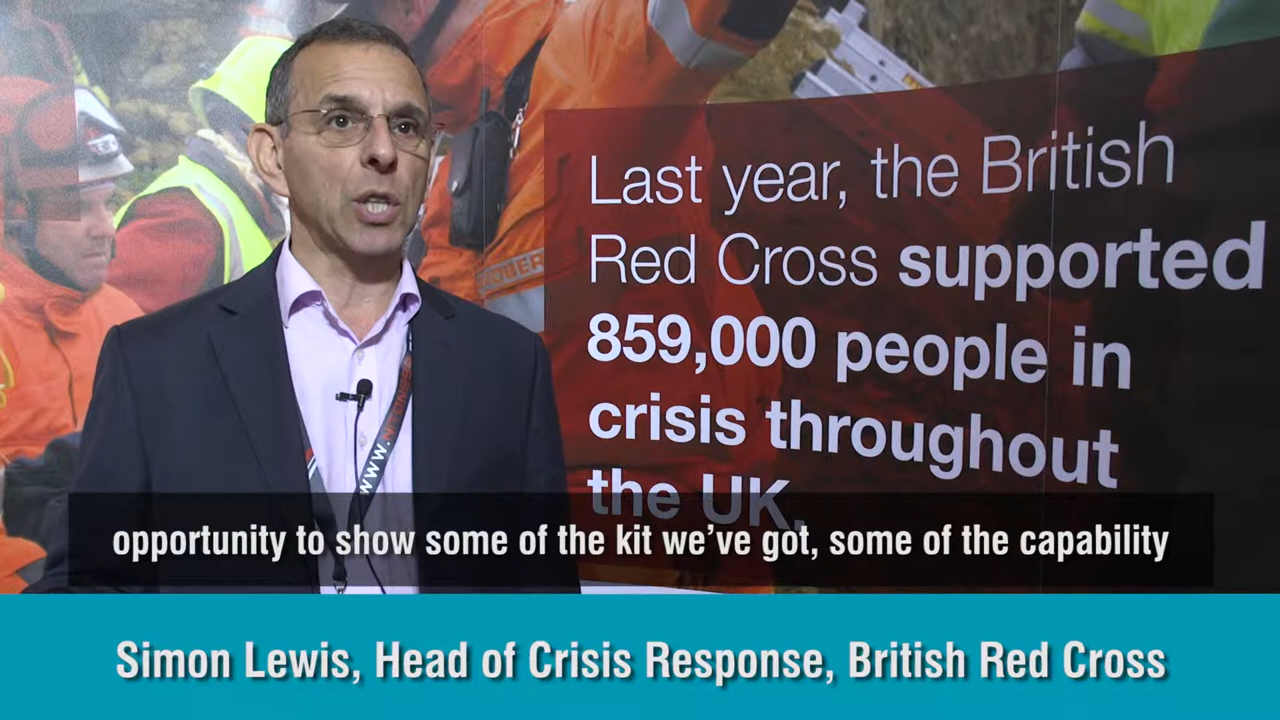 Last year, the British
Red Cross supported
859,000 people in
crisis throughout
the UK.
WWW.
opportunity to show some of the kit we've got, some of the capability
Simon Lewis, Head of Crisis Response, British Red Cross